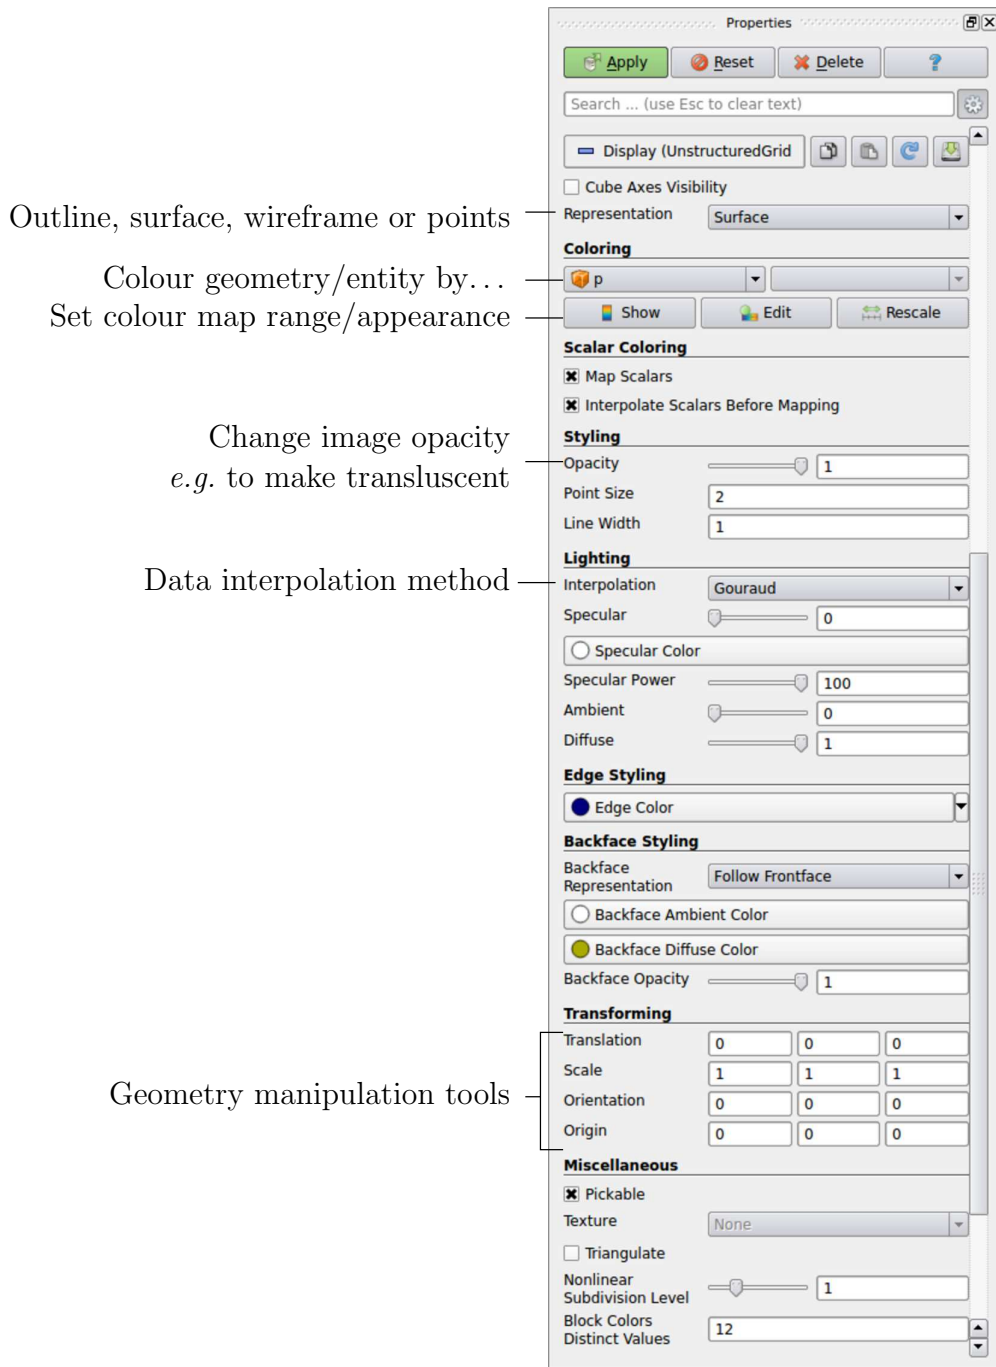 Properties
Apply Reset Delete ?
Search ... (use Esc to clear text)
Display (UnstructuredGrid
Cube Axes Visibility
Outline, surface, wireframe or points
Representation Surface
Coloring
Colour geometry/entity by...
p
Set colour map range/appearance
Show Edit Rescale
Scalar Coloring
Map Scalars
Interpolate Scalars Before Mapping
Styling
Change image opacity
e.g. to make transluscent
Opacity 1
Point Size 2
Line Width 1
Lighting
Data interpolation method
Interpolation Gouraud
Specular 0
Specular Color
Specular Power 100
Ambient 0
Diffuse 1
Edge Styling
Edge Color
Backface Styling
Backface
Representation Follow Frontface
Backface Ambient Color
Backface Diffuse Color
Backface Opacity 1
Transforming
Geometry manipulation tools
Translation 0 0 0
Scale 1 1 1
Orientation 0 0 0
Origin 0 0 0
Miscellaneous
Pickable
Texture None
Triangulate
Nonlinear
Subdivision Level 1
Block Colors
Distinct Values 12